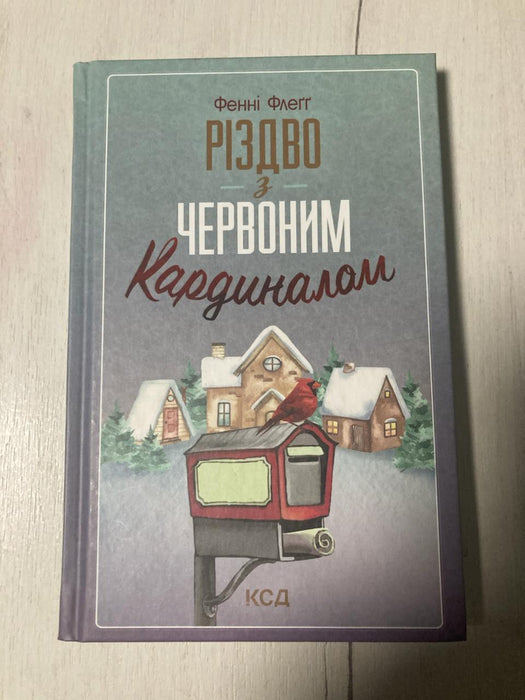 Фенні Флеґґ
РІЗДВО
з
ЧЕРВОНИМ
Кардиналом
КСД